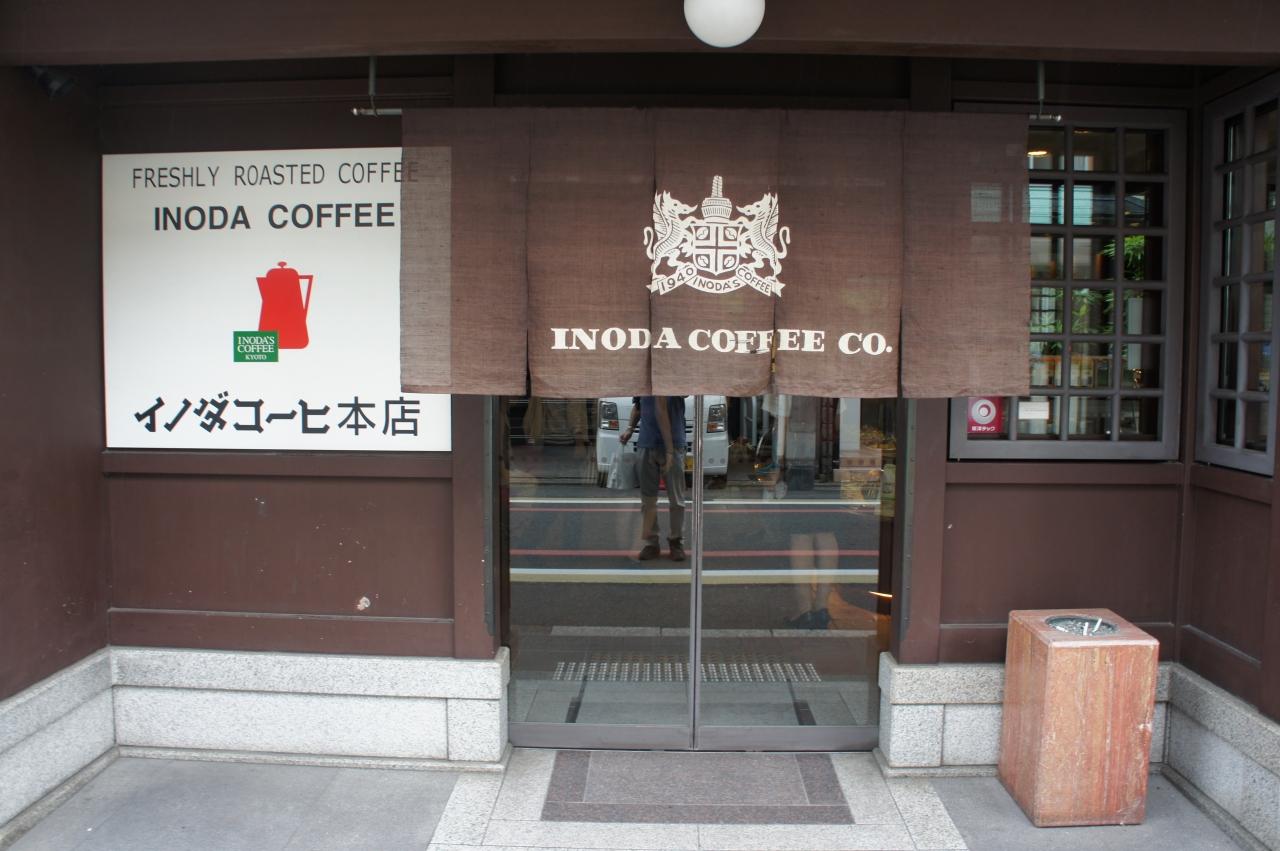 FRESHLY ROASTED COFFEE
INODA COFFEE
INODA'S
COFFEE
KYOTO
イノダコーヒ本店
1940 INODA'S COFFEE
INODA COFFEE CO.